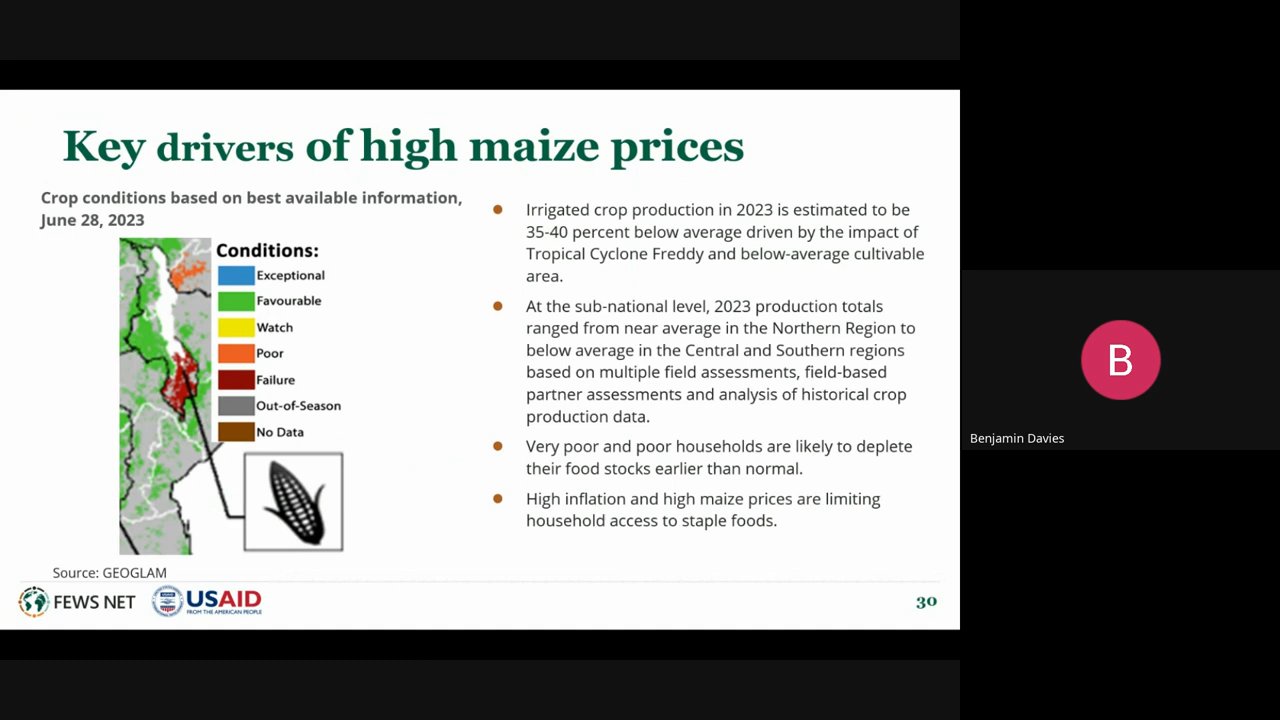 Key drivers of high maize prices
Crop conditions based on best available information,
June 28, 2023
Conditions:
Exceptional
Favourable
Watch
Poor
Failure
Out-of-Season
No Data
Source: GEOGLAM
Irrigated crop production in 2023 is estimated to be
35-40 percent below average driven by the impact of
Tropical Cyclone Freddy and below-average cultivable
area.
At the sub-national level, 2023 production totals
ranged from near average in the Northern Region to
below average in the Central and Southern regions
based on multiple field assessments, field-based
partner assessments and analysis of historical crop
production data.
Very poor and poor households are likely to deplete
their food stocks earlier than normal.
High inflation and high maize prices are limiting
household access to staple foods.
FEWS NET
USAID
FROM THE AMERICAN PEOPLE
30
B
Benjamin Davies